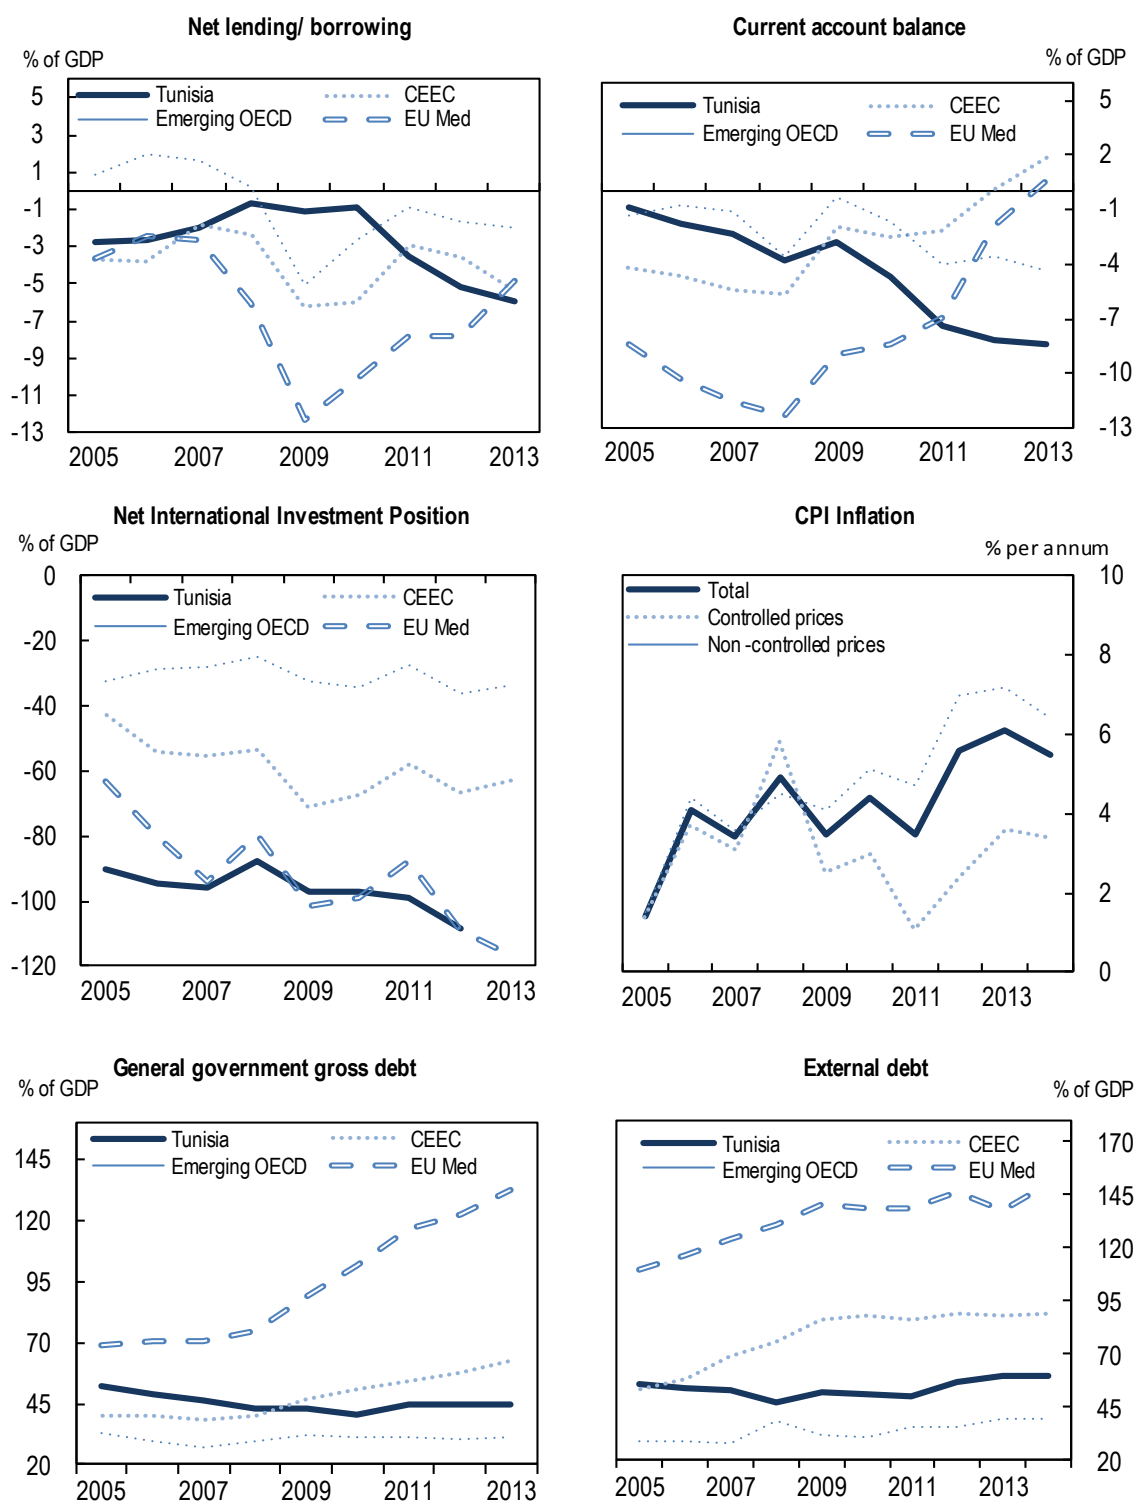 Net lending/ borrowing
% of GDP
Tunisia
CEEC
Emerging OECD
EU Med
5
3
1
-1
-3
-5
-7
-9
-11
-13
2005 2007 2009 2011 2013
Current account balance
% of GDP
Tunisia
CEEC
Emerging OECD
EU Med
5
2
-1
-4
-7
-10
-13
2005 2007 2009 2011 2013
Net International Investment Position
% of GDP
Tunisia
CEEC
Emerging OECD
EU Med
0
-20
-40
-60
-80
-100
-120
2005 2007 2009 2011 2013
CPI Inflation
% per annum
Total
Controlled prices
Non -controlled prices
10
8
6
4
2
0
2005 2007 2009 2011 2013
General government gross debt
% of GDP
Tunisia
CEEC
Emerging OECD
EU Med
145
120
95
70
45
20
2005 2007 2009 2011 2013
External debt
% of GDP
Tunisia
CEEC
Emerging OECD
EU Med
170
145
120
95
70
45
20
2005 2007 2009 2011 2013